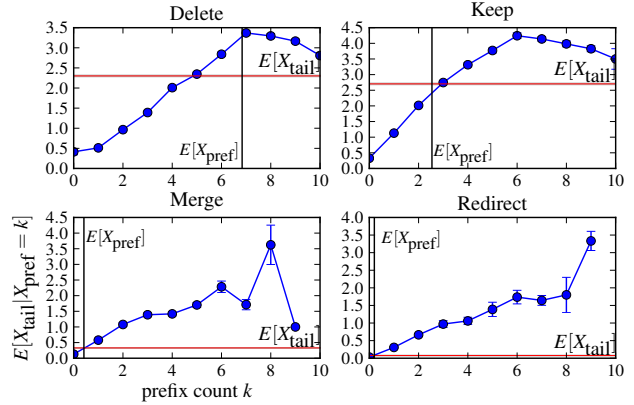 Delete
3.5
3.0
2.5
2.0
1.5
1.0
0.5
0.0
E[X_tail]
E[X_pref]
0 2 4 6 8 10
Keep
4.5
4.0
3.5
3.0
2.5
2.0
1.5
1.0
0.5
0.0
E[X_tail]
E[X_pref]
0 2 4 6 8 10
Merge
4.5
4.0
3.5
3.0
2.5
2.0
1.5
1.0
0.5
0.0
E[X_pref]
E[X_tail]
0 2 4 6 8 10
E[X_tail|X_pref = k]
prefix count k
Redirect
4.0
3.5
3.0
2.5
2.0
1.5
1.0
0.5
0.0
E[X_pref]
E[X_tail]
0 2 4 6 8 10